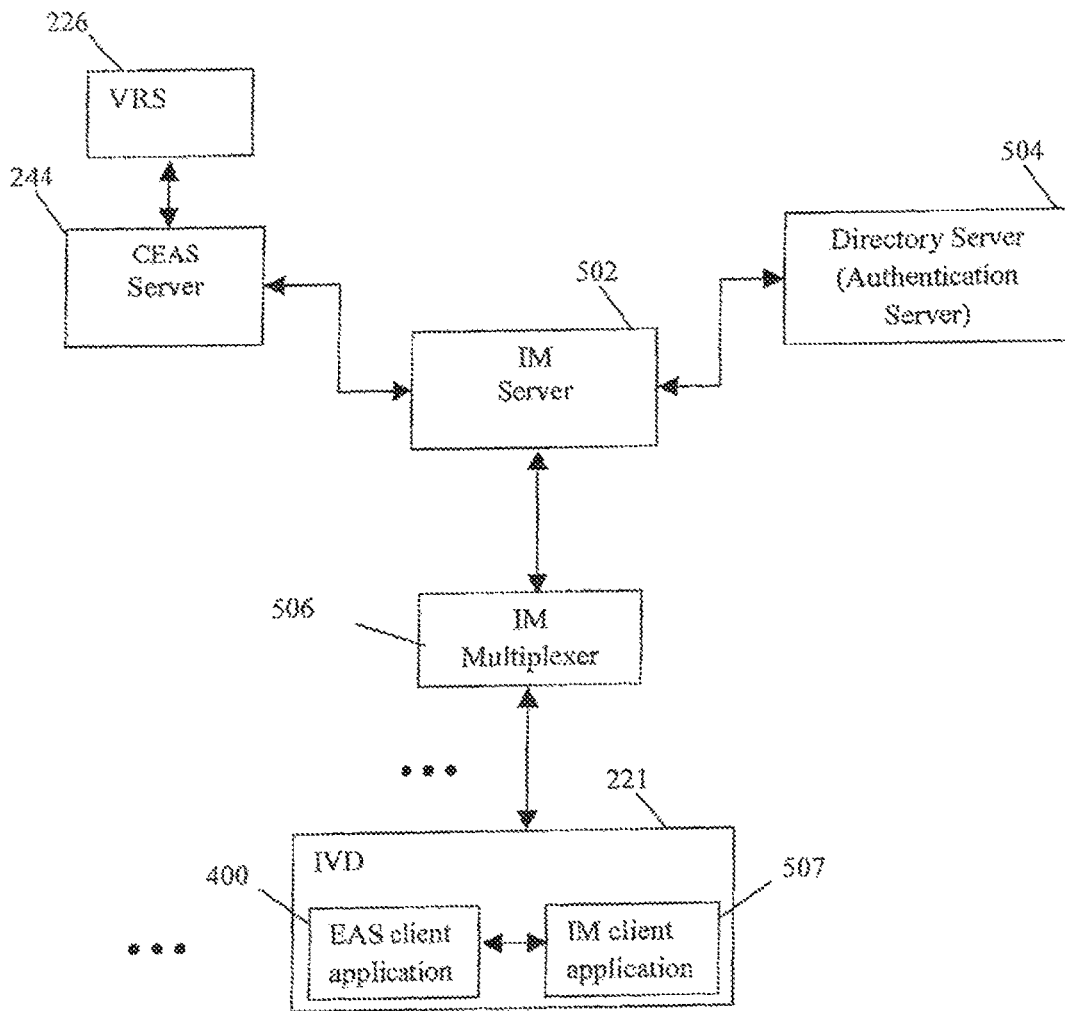 226
VRS
244
CEAS
Server
504
Directory Server
(Authentication
Server)
502
IM
Server
506
IM
Multiplexer
221
IVD
400
507
EAS client
application
IM client
application